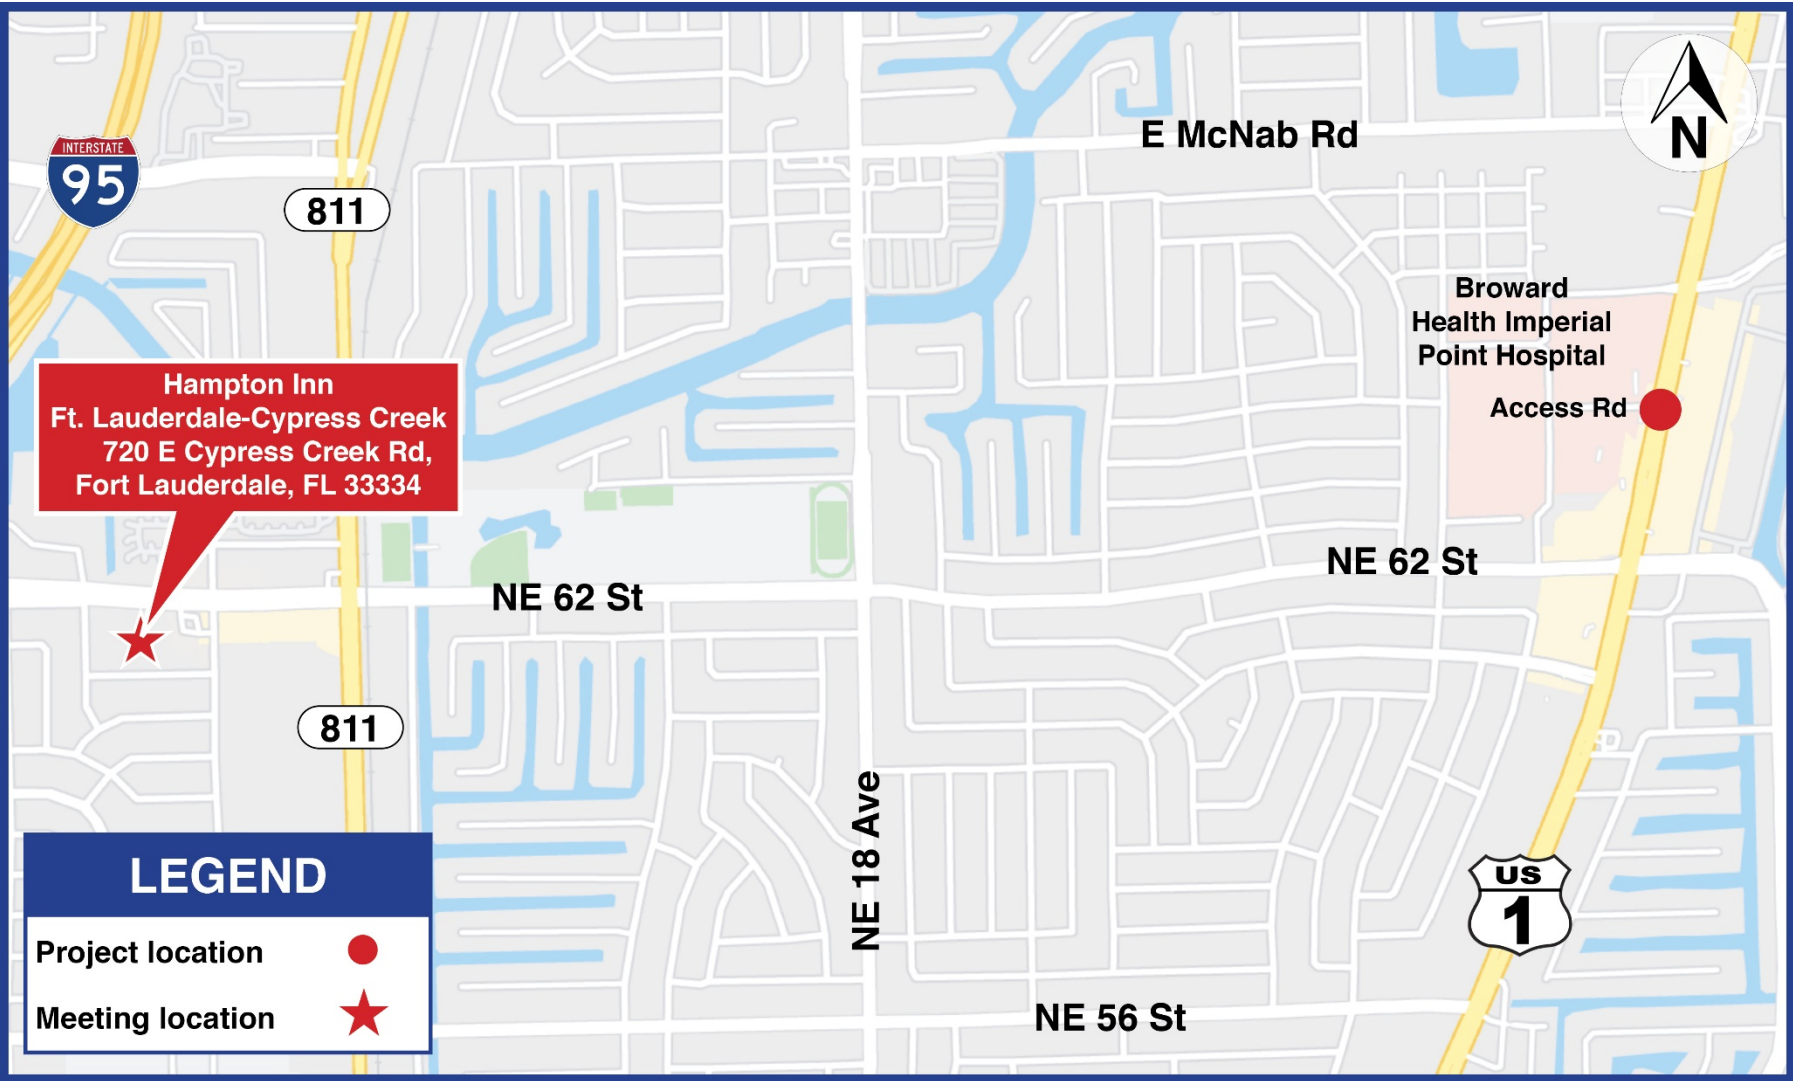 E McNab Rd
N
INTERSTATE
95
811
Broward
Health Imperial
Point Hospital
Access Rd
Hampton Inn
Ft. Lauderdale-Cypress Creek
720 E Cypress Creek Rd,
Fort Lauderdale, FL 33334
NE 62 St
NE 62 St
811
NE 18 Ave
US
1
LEGEND
Project location
Meeting location
NE 56 St